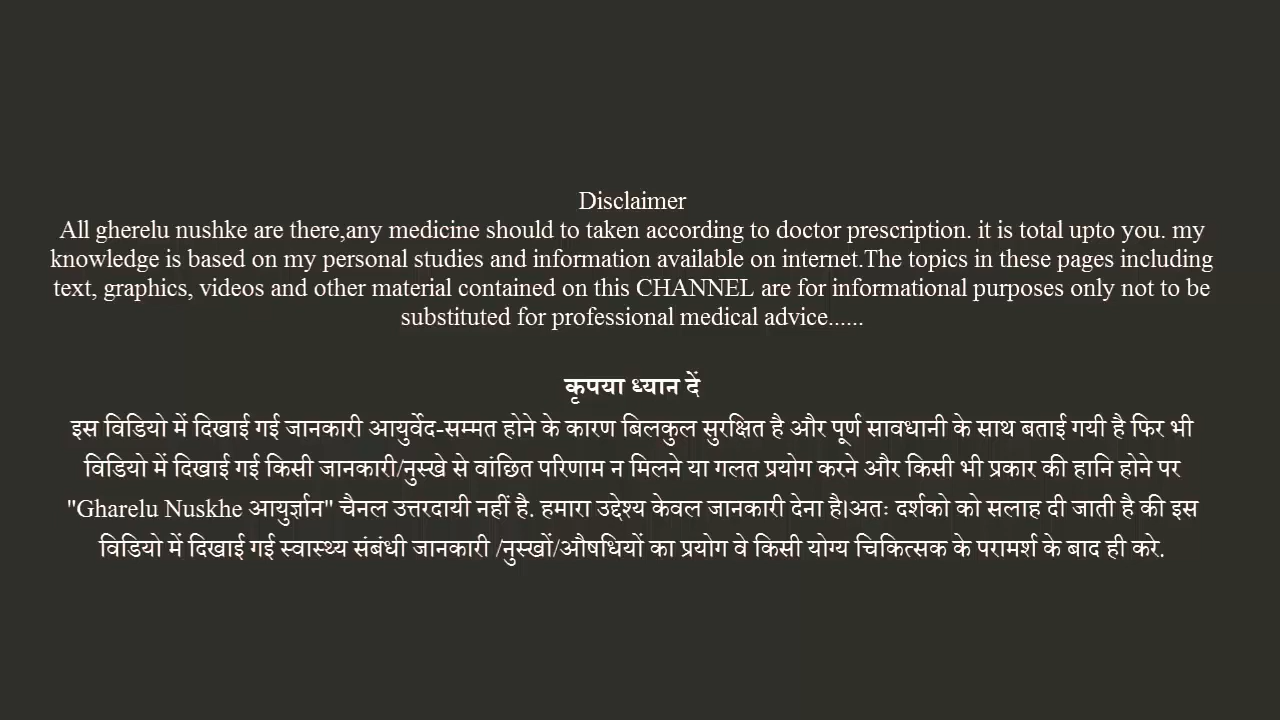 Disclaimer
All gherelu nushke are there,any medicine should to taken according to doctor prescription. it is total upto you. my
knowledge is based on my personal studies and information available on internet.The topics in these pages including
text, graphics, videos and other material contained on this CHANNEL are for informational purposes only not to be
substituted for professional medical advice......
कृपया ध्यान दें
इस विडियो में दिखाई गई जानकारी आयुर्वेद-सम्मत होने के कारण बिलकुल सुरक्षित है और पूर्ण सावधानी के साथ बताई गयी है फिर भी
विडियो में दिखाई गई किसी जानकारी/नुस्खे से वांछित परिणाम न मिलने या गलत प्रयोग करने और किसी भी प्रकार की हानि होने पर
"Gharelu Nuskhe आयुर्ज्ञान" चैनल उत्तरदायी नहीं है. हमारा उद्देश्य केवल जानकारी देना है।अतः दर्शको को सलाह दी जाती है की इस
विडियो में दिखाई गई स्वास्थ्य संबंधी जानकारी /नुस्खों/औषधियों का प्रयोग वे किसी योग्य चिकित्सक के परामर्श के बाद ही करे.